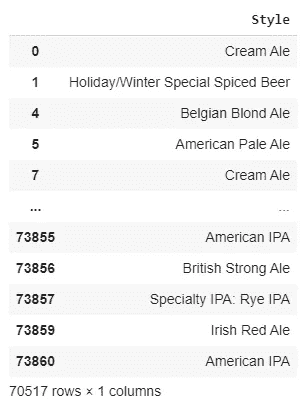 Style
0 Cream Ale
1 Holiday/Winter Special Spiced Beer
4 Belgian Blond Ale
5 American Pale Ale
7 Cream Ale
... ...
73855 American IPA
73856 British Strong Ale
73857 Specialty IPA: Rye IPA
73859 Irish Red Ale
73860 American IPA
70517 rows × 1 columns